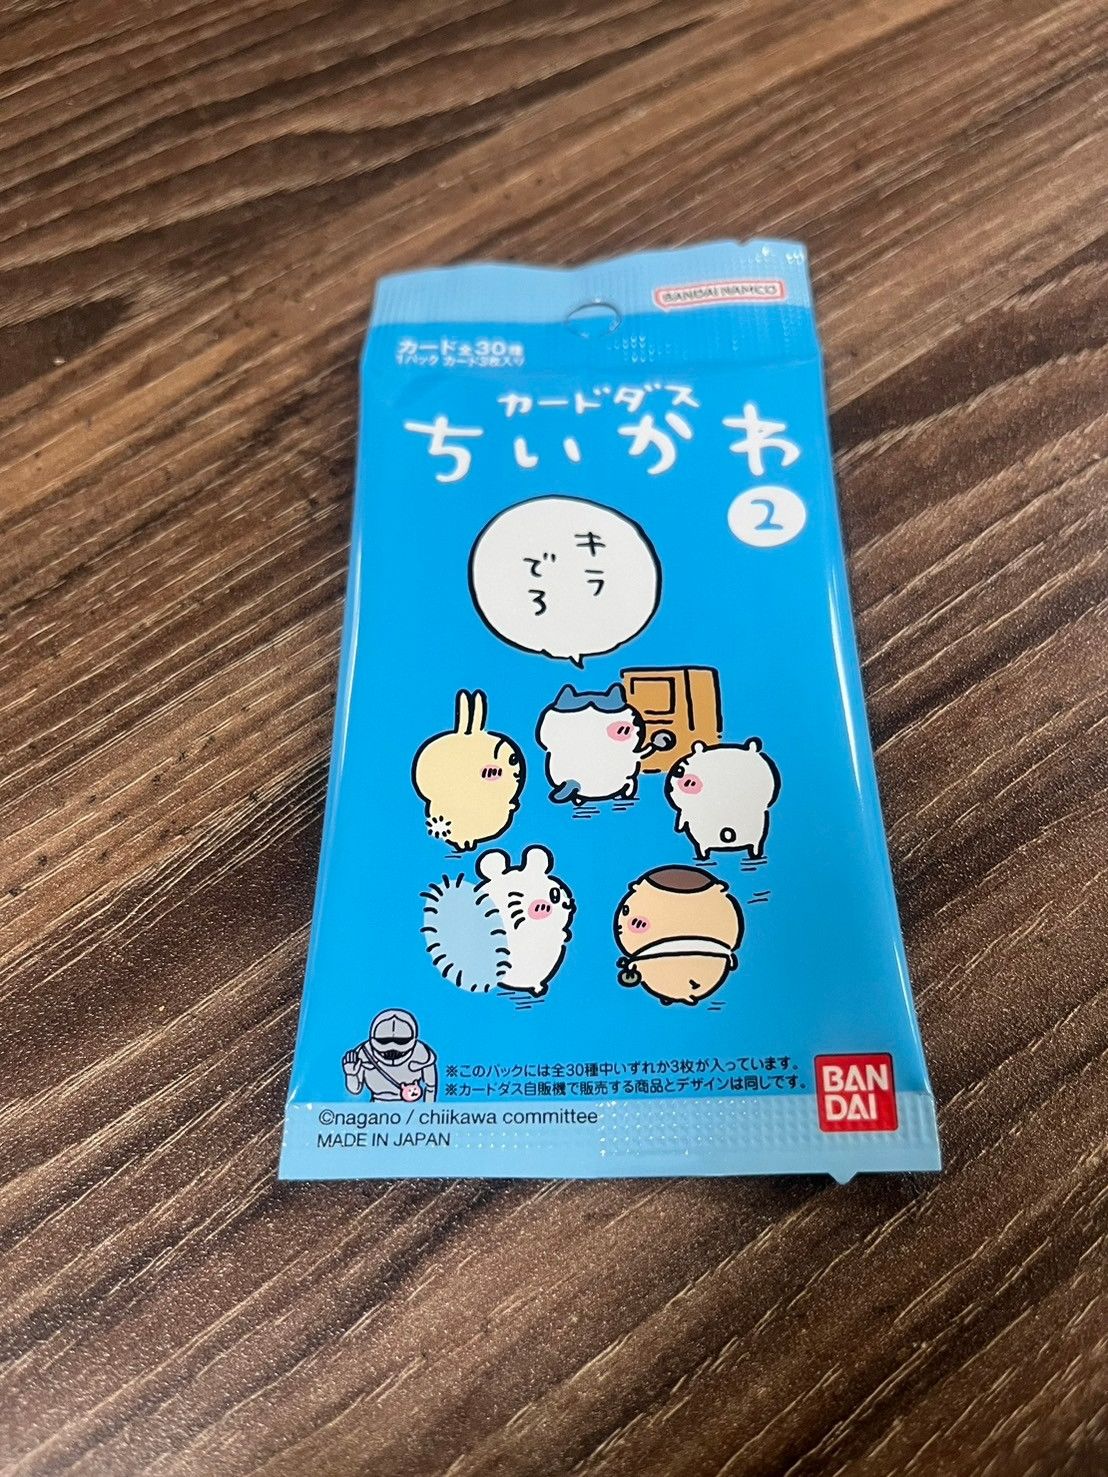 BANDAI NAMCO
カード全30種
1パック カード3枚入り
カードダス
ちいかわ
2
キラ
でろ
※このパックには全30種中いずれか3枚が入っています。
※カードダス自販機で販売する商品とデザインは同じです。
BAN
DAI
©nagano / chiikawa committee
MADE IN JAPAN